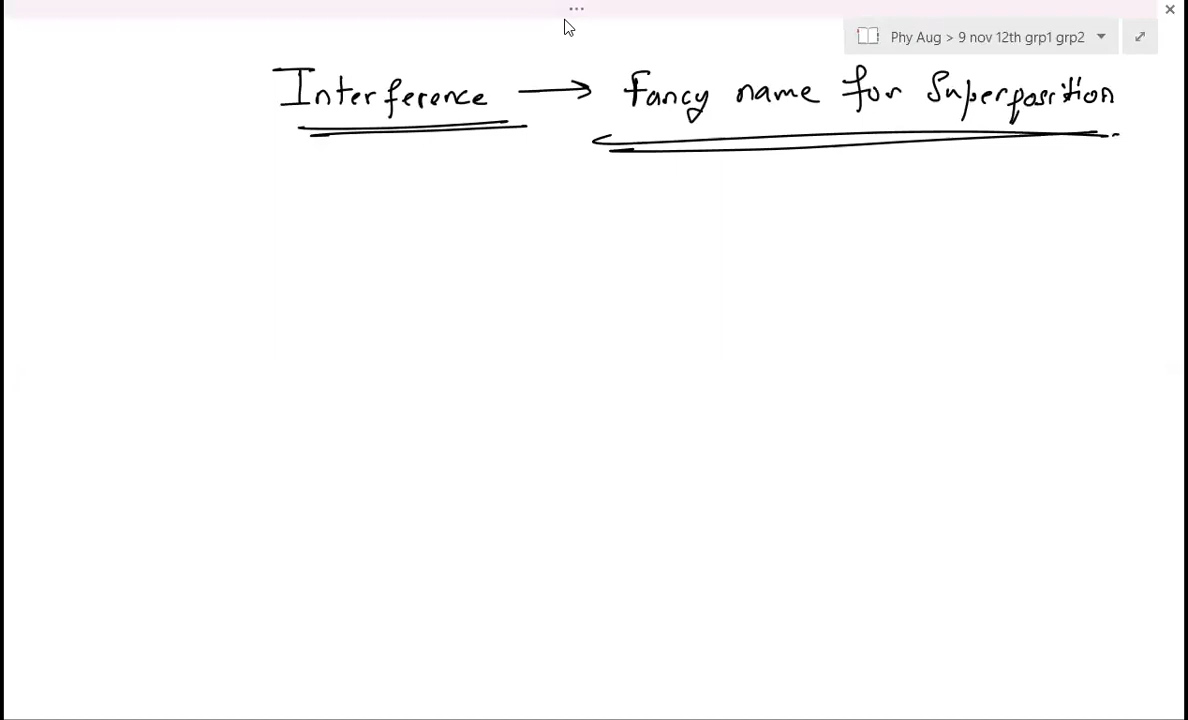 Phy Aug > 9 nov 12th grp1 grp2
Interference → Fancy name for Superposition